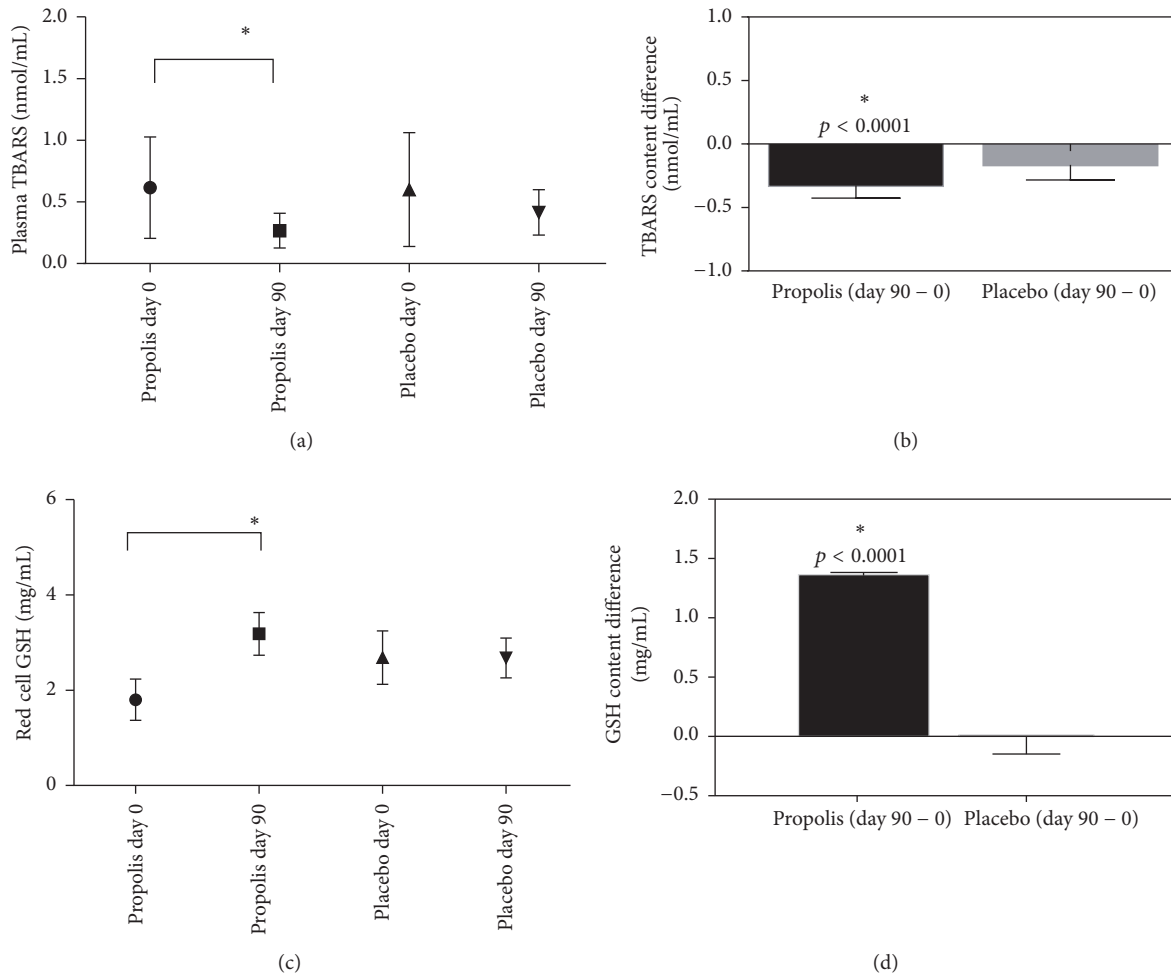 Plasma TBARS (nmol/mL)
2.0
1.5
1.0
0.5
0.0
*
Propolis day 0
Propolis day 90
Placebo day 0
Placebo day 90
(a)
TBARS content difference
(nmol/mL)
1.0
0.5
0.0
−0.5
−1.0
*
p < 0.0001
Propolis (day 90 − 0)
Placebo (day 90 − 0)
(b)
Red cell GSH (mg/mL)
6
4
2
0
*
Propolis day 0
Propolis day 90
Placebo day 0
Placebo day 90
(c)
GSH content difference
(mg/mL)
2.0
1.5
1.0
0.5
0.0
−0.5
*
p < 0.0001
Propolis (day 90 − 0)
Placebo (day 90 − 0)
(d)